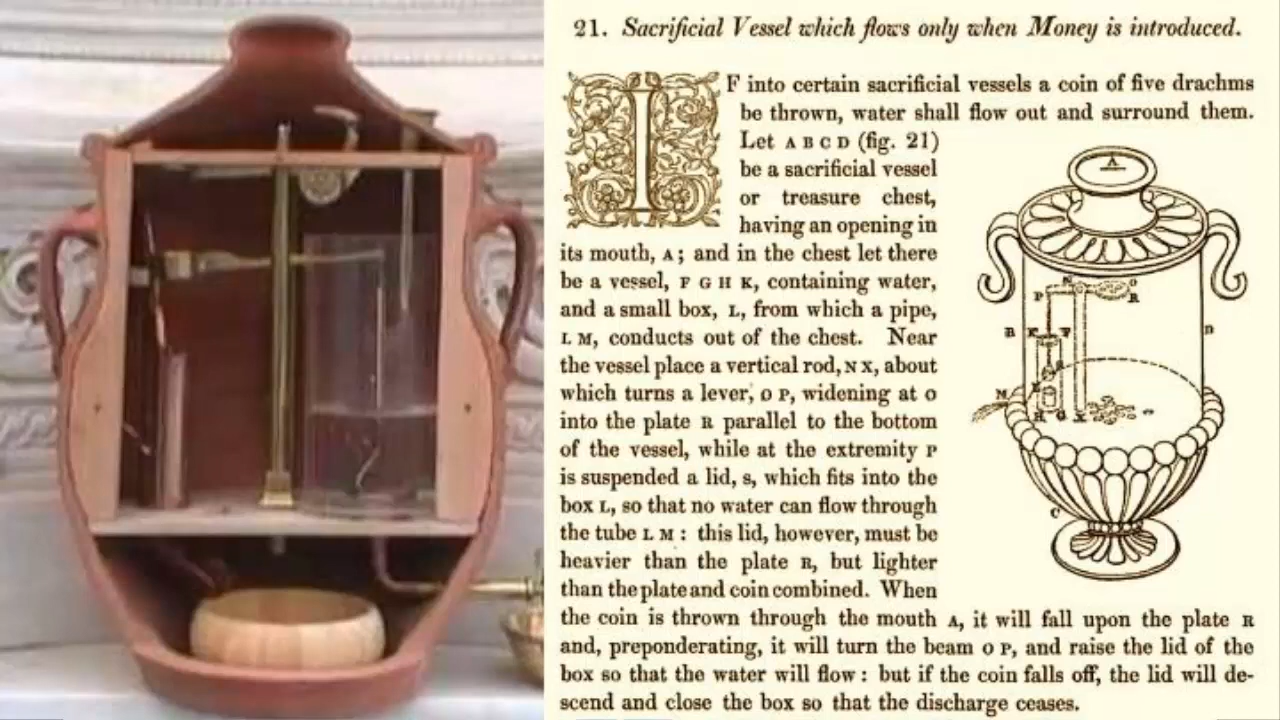 21. Sacrificial Vessel which flows only when Money is introduced.
IF into certain sacrificial vessels a coin of five drachms
be thrown, water shall flow out and surround them.
Let A B C D (fig. 21)
be a sacrificial vessel
or treasure chest,
having an opening in
its mouth, A; and in the chest let there
be a vessel, F G H K, containing water,
and a small box, L, from which a pipe,
L M, conducts out of the chest. Near
the vessel place a vertical rod, N X, about
which turns a lever, O P, widening at O
into the plate R parallel to the bottom
of the vessel, while at the extremity P
is suspended a lid, S, which fits into the
box L, so that no water can flow through
the tube L M : this lid, however, must be
heavier than the plate R, but lighter
than the plate and coin combined. When
the coin is thrown through the mouth A, it will fall upon the plate R
and, preponderating, it will turn the beam O P, and raise the lid of the
box so that the water will flow : but if the coin falls off, the lid will de-
scend and close the box so that the discharge ceases.
A
P
O
R
B
K
F
D
M
H
G
X
C